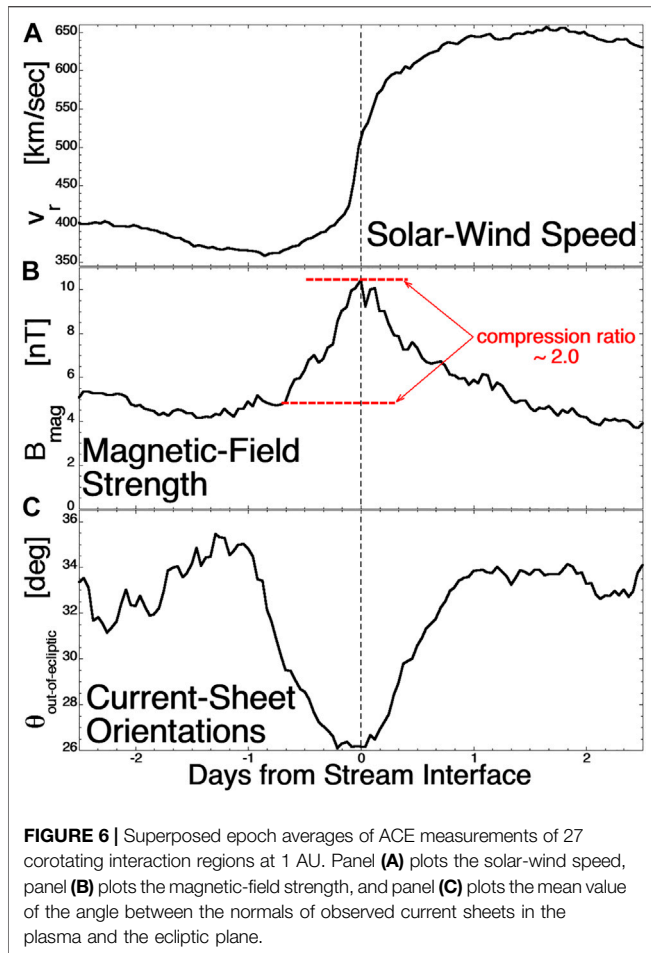 A
650
600
550
500
450
400
350
v_r [km/sec]
Solar-Wind Speed
B
10
8
6
4
2
0
B_mag [nT]
compression ratio
~ 2.0
Magnetic-Field
Strength
C
36
34
32
30
28
26
θ_out-of-ecliptic [deg]
Current-Sheet
Orientations
-2
-1
0
1
2
Days from Stream Interface
FIGURE 6 | Superposed epoch averages of ACE measurements of 27
corotating interaction regions at 1 AU. Panel (A) plots the solar-wind speed,
panel (B) plots the magnetic-field strength, and panel (C) plots the mean value
of the angle between the normals of observed current sheets in the
plasma and the ecliptic plane.